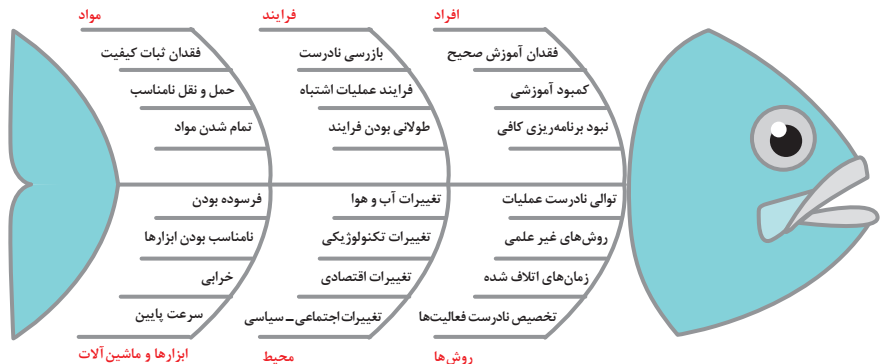 افراد
فقدان آموزش صحیح
کمبود آموزشی
نبود برنامه‌ریزی کافی
فرایند
بازرسی نادرست
فرایند عملیات اشتباه
طولانی بودن فرایند
مواد
فقدان ثبات کیفیت
حمل و نقل نامناسب
تمام شدن مواد
توالی نادرست عملیات
روش‌های غیر علمی
زمان‌های اتلاف شده
تخصیص نادرست فعالیت‌ها
روش‌ها
تغییرات آب و هوا
تغییرات تکنولوژیکی
تغییرات اقتصادی
تغییرات اجتماعی ـ سیاسی
محیط
فرسوده بودن
نامناسب بودن ابزارها
خرابی
سرعت پایین
ابزارها و ماشین آلات